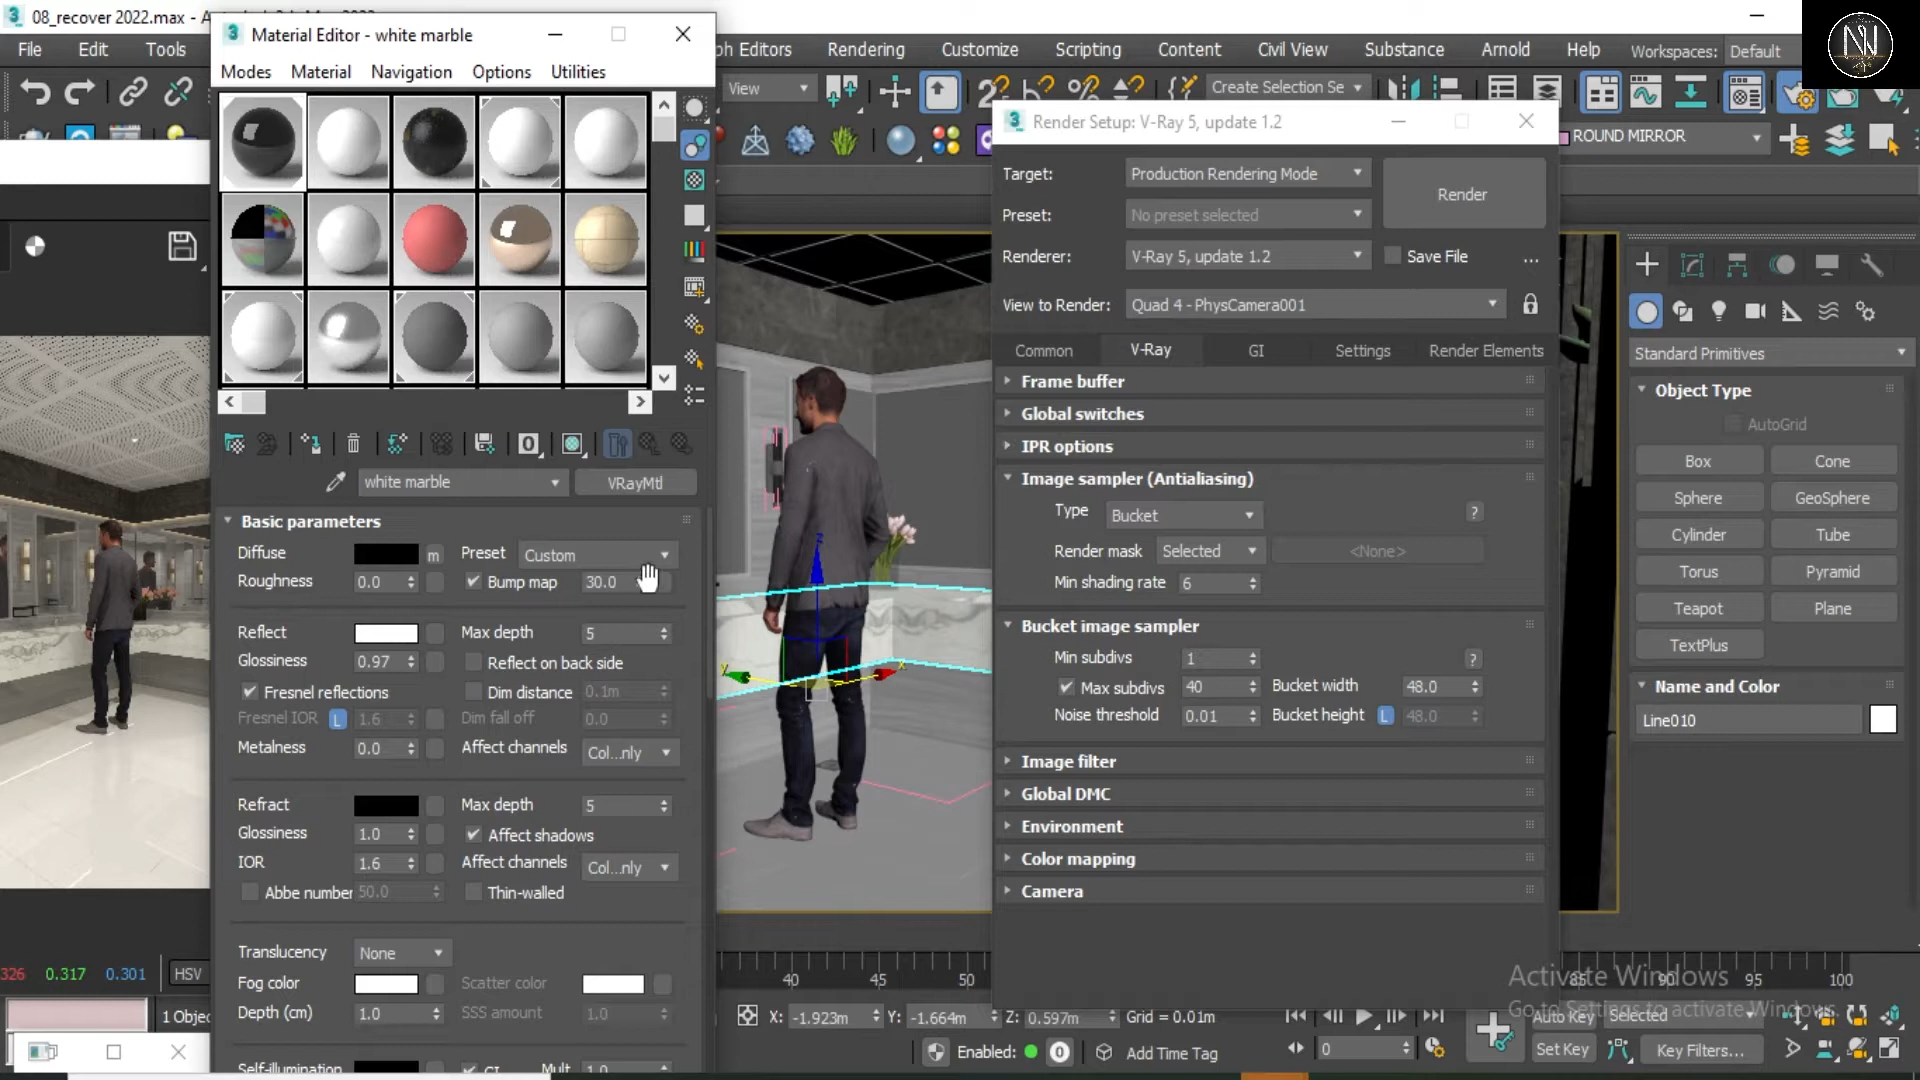 08_recover 2022.max - A
File Edit Tools
Material Editor - white marble
Modes Material Navigation Options Utilities
ph Editors Rendering Customize Scripting Content Civil View Substance Arnold Help Workspaces: Default
View
Create Selection Se
ROUND MIRROR
white marble VRayMtl
Basic parameters
Diffuse m Preset Custom
Roughness 0.0 Bump map 30.0
Reflect Max depth 5
Glossiness 0.97 Reflect on back side
Fresnel reflections Dim distance 0.1m
Fresnel IOR L 1.6 Dim fall off 0.0
Metalness 0.0 Affect channels Col...nly
Refract Max depth 5
Glossiness 1.0 Affect shadows
IOR 1.6 Affect channels Col...nly
Abbe number 50.0 Thin-walled
Translucency None
Fog color Scatter color
Depth (cm) 1.0 SSS amount 1.0
Self-illumination GI Mult 1.0
Render Setup: V-Ray 5, update 1.2
Target: Production Rendering Mode
Render
Preset: No preset selected
Renderer: V-Ray 5, update 1.2 Save File ...
View to Render: Quad 4 - PhysCamera001
Common V-Ray GI Settings Render Elements
Frame buffer
Global switches
IPR options
Image sampler (Antialiasing)
Type Bucket ?
Render mask Selected <None>
Min shading rate 6
Bucket image sampler
Min subdivs 1 ?
Max subdivs 40 Bucket width 48.0
Noise threshold 0.01 Bucket height L 48.0
Image filter
Global DMC
Environment
Color mapping
Camera
Standard Primitives
Object Type
AutoGrid
Box Cone
Sphere GeoSphere
Cylinder Tube
Torus Pyramid
Teapot Plane
TextPlus
Name and Color
Line010
z
y
x
326 0.317 0.301 HSV
40 45 50 85 90 95 100
Activate Windows
Go to Settings to activate Windows.
1 Objec
X: -1.923m Y: -1.664m Z: 0.597m Grid = 0.01m
Auto Key Selected
Enabled: 0 Add Time Tag 0
Set Key Key Filters...